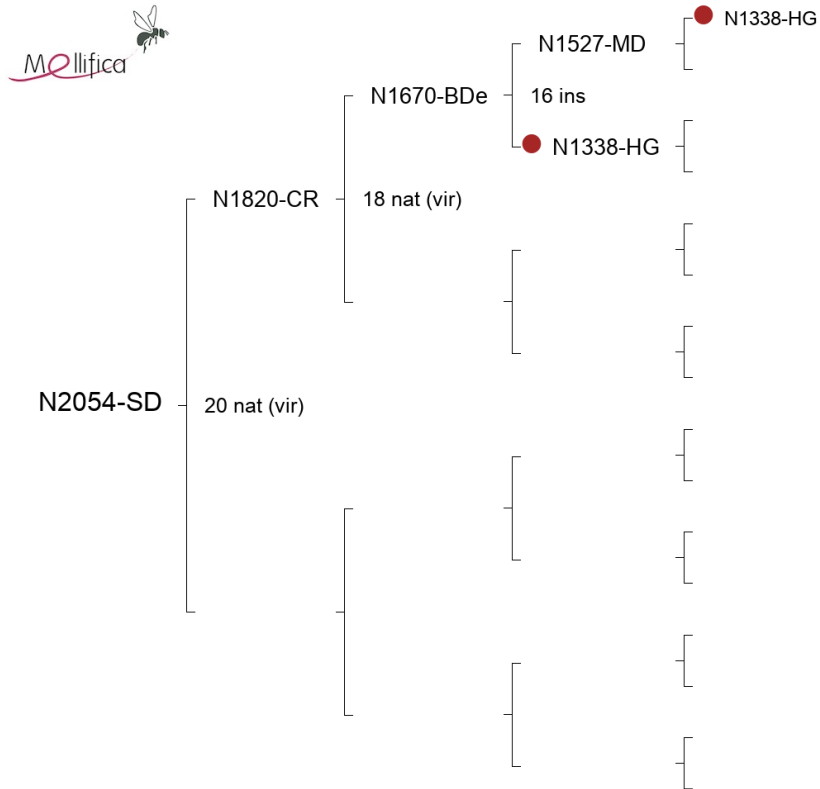 Mellifica
N1338-HG
N1527-MD
N1670-BDe
16 ins
N1338-HG
N1820-CR
18 nat (vir)
N2054-SD
20 nat (vir)